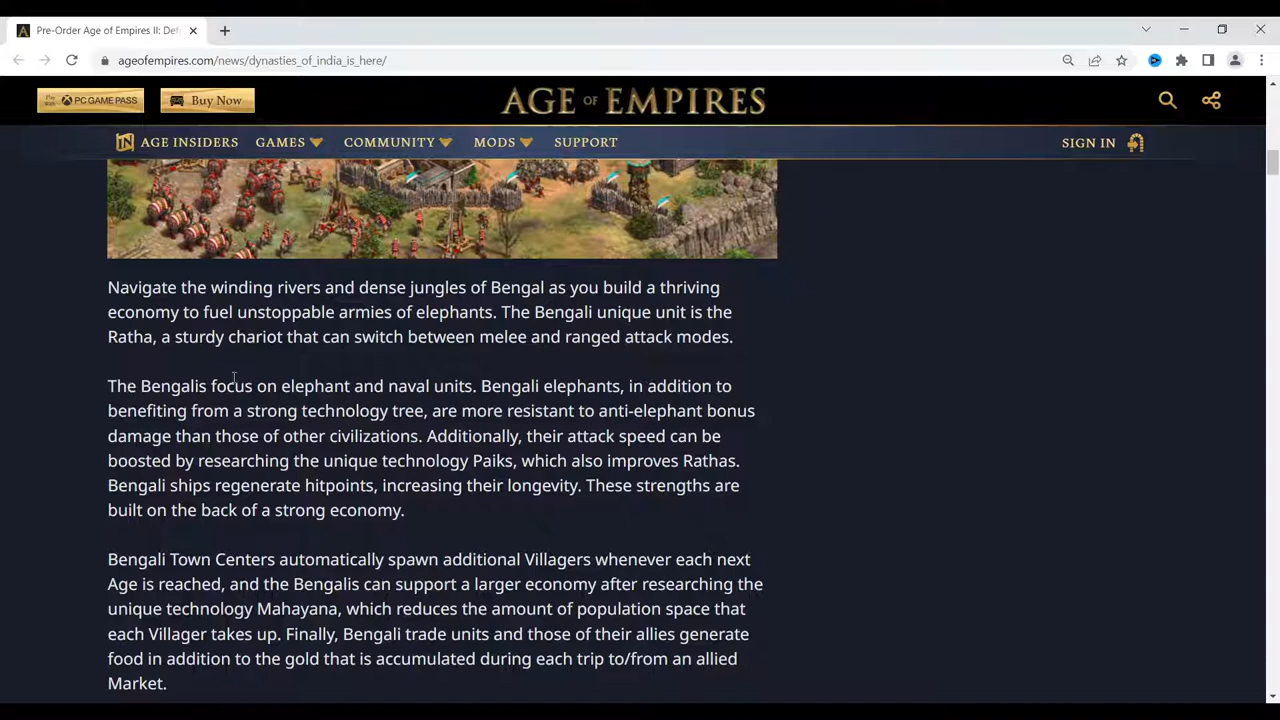 Pre-Order Age of Empires II: Def
ageofempires.com/news/dynasties_of_india_is_here/
PC GAME PASS
Buy Now
AGE OF EMPIRES
IN AGE INSIDERS GAMES COMMUNITY MODS SUPPORT SIGN IN
Navigate the winding rivers and dense jungles of Bengal as you build a thriving
economy to fuel unstoppable armies of elephants. The Bengali unique unit is the
Ratha, a sturdy chariot that can switch between melee and ranged attack modes.
The Bengalis focus on elephant and naval units. Bengali elephants, in addition to
benefiting from a strong technology tree, are more resistant to anti-elephant bonus
damage than those of other civilizations. Additionally, their attack speed can be
boosted by researching the unique technology Paiks, which also improves Rathas.
Bengali ships regenerate hitpoints, increasing their longevity. These strengths are
built on the back of a strong economy.
Bengali Town Centers automatically spawn additional Villagers whenever each next
Age is reached, and the Bengalis can support a larger economy after researching the
unique technology Mahayana, which reduces the amount of population space that
each Villager takes up. Finally, Bengali trade units and those of their allies generate
food in addition to the gold that is accumulated during each trip to/from an allied
Market.